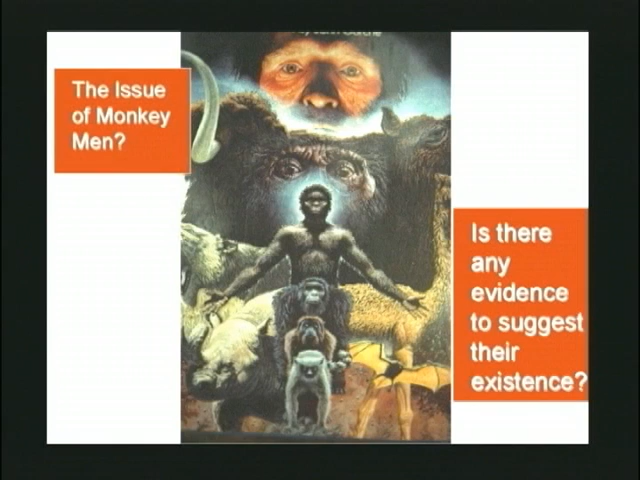 The Issue
of Monkey
Men?
Is there
any
evidence
to suggest
their
existence?